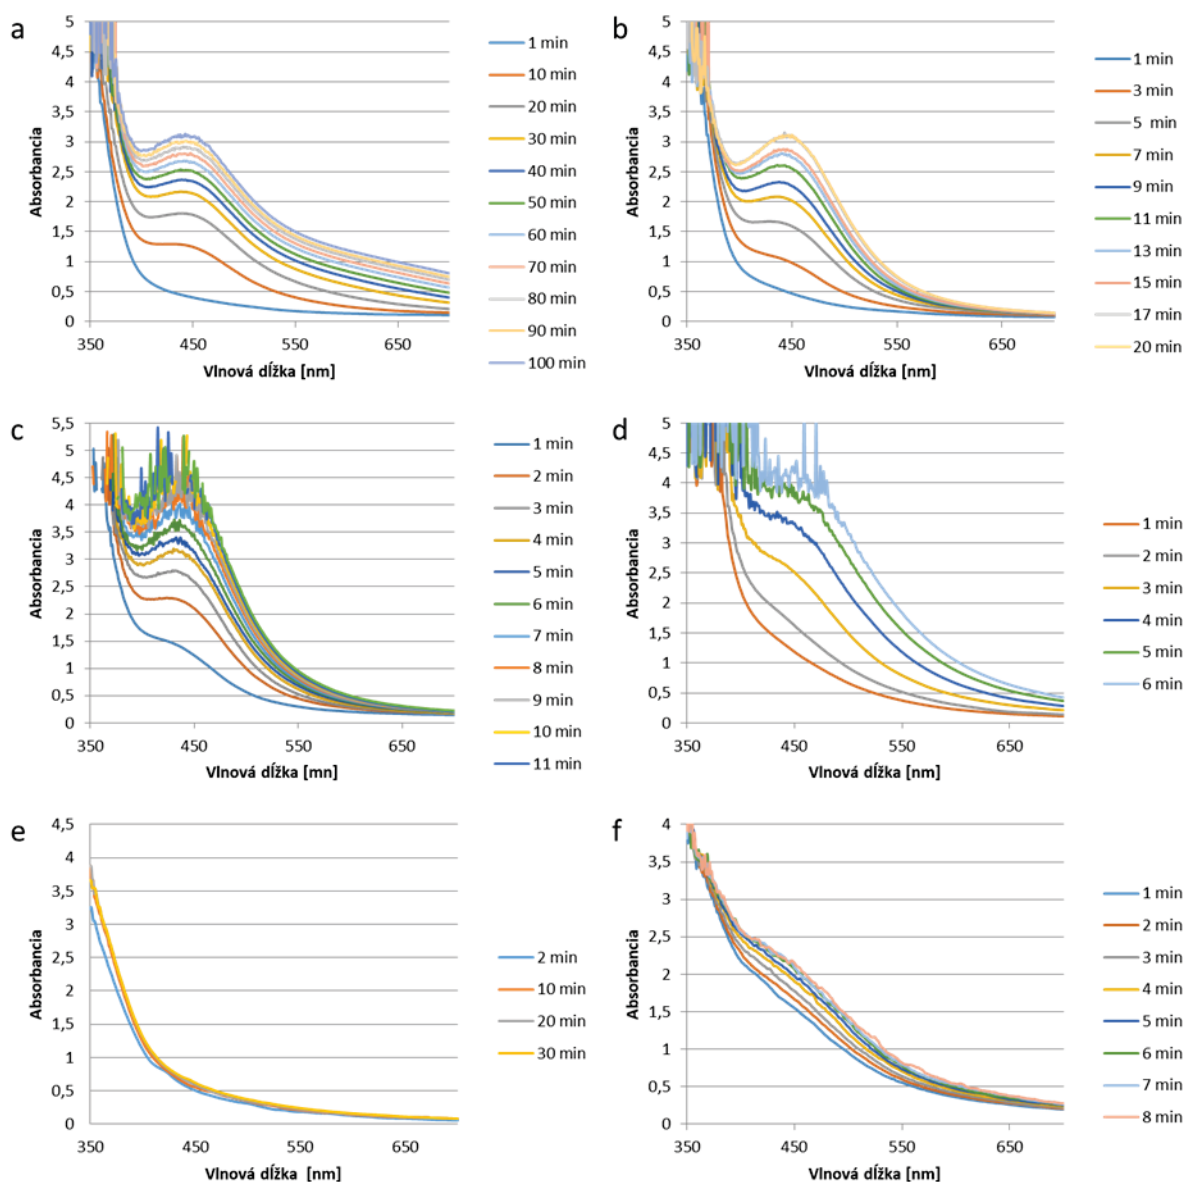 a
5
4,5
4
3,5
3
2,5
2
1,5
1
0,5
0
350
450
550
650
Absorbancia
Vlnová dĺžka [nm]
1 min
10 min
20 min
30 min
40 min
50 min
60 min
70 min
80 min
90 min
100 min
b
5
4,5
4
3,5
3
2,5
2
1,5
1
0,5
0
350
450
550
650
Absorbancia
Vlnová dĺžka [nm]
1 min
3 min
5 min
7 min
9 min
11 min
13 min
15 min
17 min
20 min
c
5,5
5
4,5
4
3,5
3
2,5
2
1,5
1
0,5
0
350
450
550
650
Absorbancia
Vlnová dĺžka [mn]
1 min
2 min
3 min
4 min
5 min
6 min
7 min
8 min
9 min
10 min
11 min
d
5
4,5
4
3,5
3
2,5
2
1,5
1
0,5
0
350
450
550
650
Absorbancia
Vlnová dĺžka [nm]
1 min
2 min
3 min
4 min
5 min
6 min
e
4,5
4
3,5
3
2,5
2
1,5
1
0,5
0
350
450
550
650
Absorbancia
Vlnová dĺžka [nm]
2 min
10 min
20 min
30 min
f
4
3,5
3
2,5
2
1,5
1
0,5
0
350
450
550
650
Absorbancia
Vlnová dĺžka [nm]
1 min
2 min
3 min
4 min
5 min
6 min
7 min
8 min